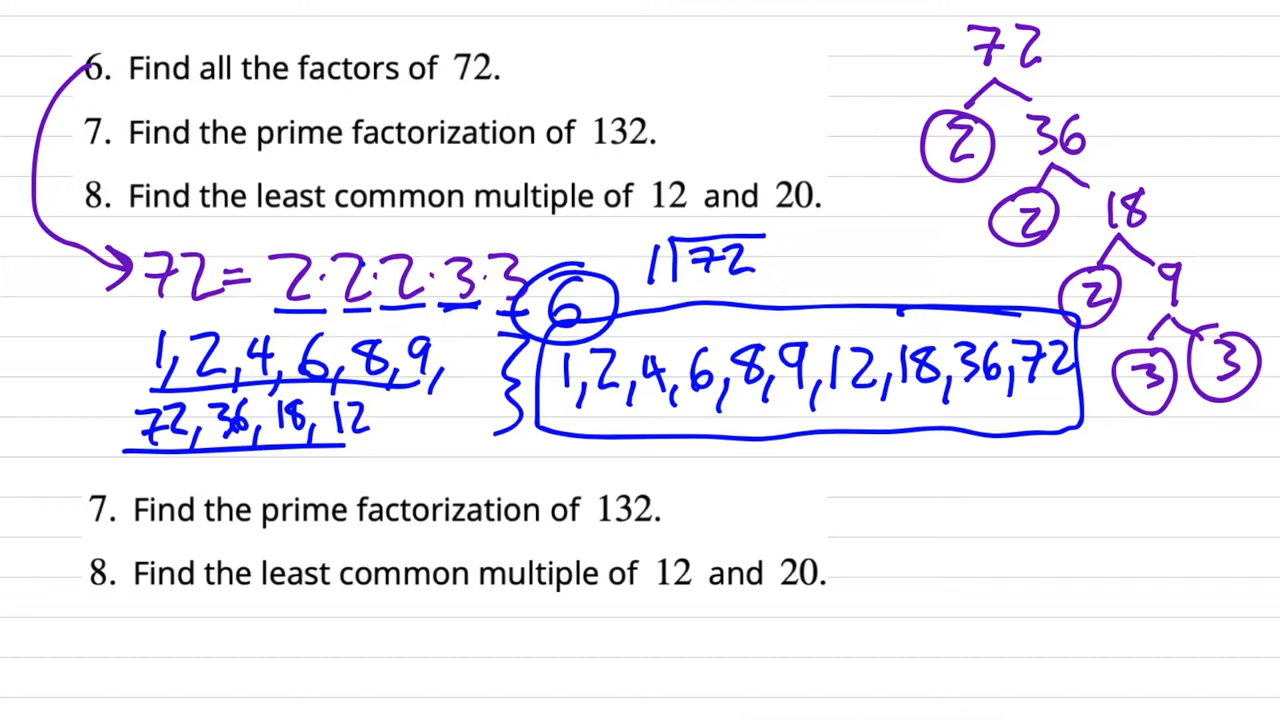 6. Find all the factors of 72.
7. Find the prime factorization of 132.
8. Find the least common multiple of 12 and 20.
72 = 2·2·2·3·3
6
1√72
1, 2, 4, 6, 8, 9,
72, 36, 18, 12
1, 2, 4, 6, 8, 9, 12, 18, 36, 72
72
2 36
2 18
2 9
3 3
7. Find the prime factorization of 132.
8. Find the least common multiple of 12 and 20.